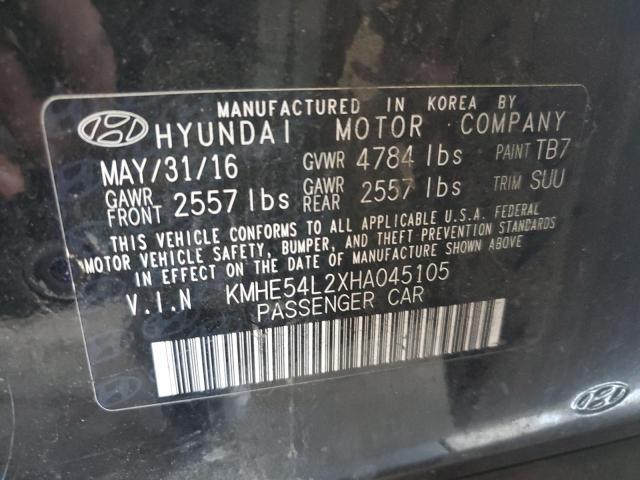 MANUFACTURED IN KOREA BY
HYUNDAI MOTOR COMPANY
MAY/31/16 GVWR 4784 lbs PAINT TB7
GAWR FRONT 2557 lbs GAWR REAR 2557 lbs TRIM SUU
THIS VEHICLE CONFORMS TO ALL APPLICABLE U.S.A. FEDERAL
MOTOR VEHICLE SAFETY, BUMPER, AND THEFT PREVENTION STANDARDS
IN EFFECT ON THE DATE OF MANUFACTURE SHOWN ABOVE
V.I.N KMHE54L2XHA045105
PASSENGER CAR